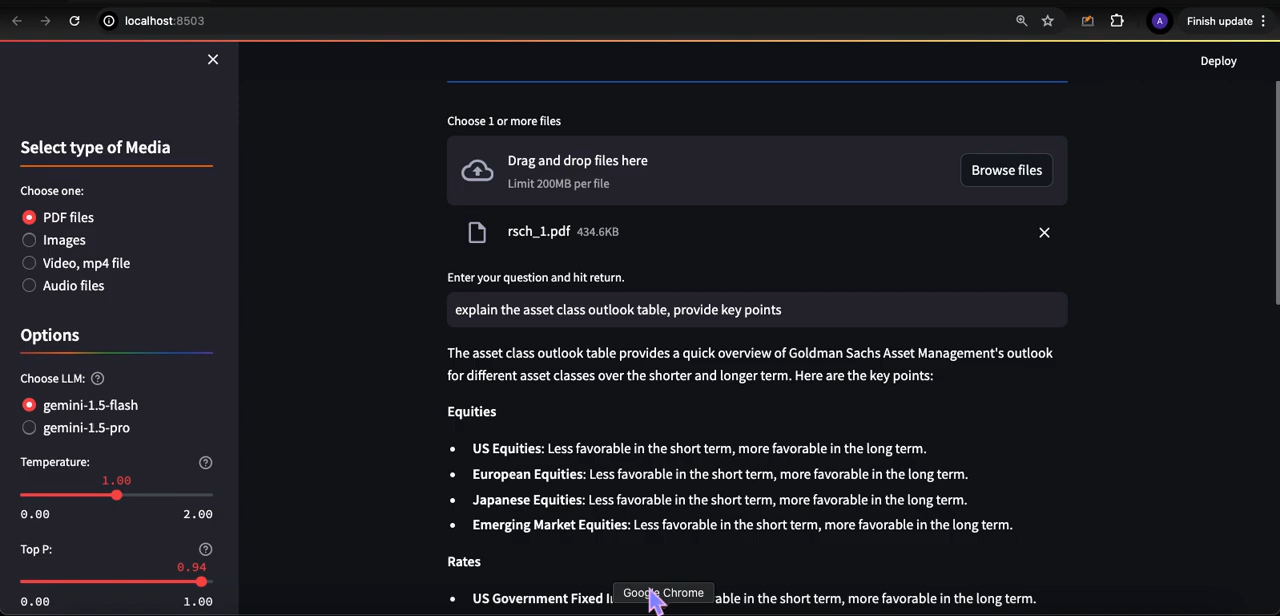 localhost:8503
A
Finish update
Deploy
Select type of Media
Choose one:
PDF files
Images
Video, mp4 file
Audio files
Options
Choose LLM:
gemini-1.5-flash
gemini-1.5-pro
Temperature:
1.00
0.00 2.00
Top P:
0.94
0.00 1.00
Choose 1 or more files
Drag and drop files here
Limit 200MB per file
Browse files
rsch_1.pdf 434.6KB
Enter your question and hit return.
explain the asset class outlook table, provide key points
The asset class outlook table provides a quick overview of Goldman Sachs Asset Management's outlook
for different asset classes over the shorter and longer term. Here are the key points:
Equities
• US Equities: Less favorable in the short term, more favorable in the long term.
• European Equities: Less favorable in the short term, more favorable in the long term.
• Japanese Equities: Less favorable in the short term, more favorable in the long term.
• Emerging Market Equities: Less favorable in the short term, more favorable in the long term.
Rates
• US Government Fixed able in the short term, more favorable in the long term.
Google Chrome